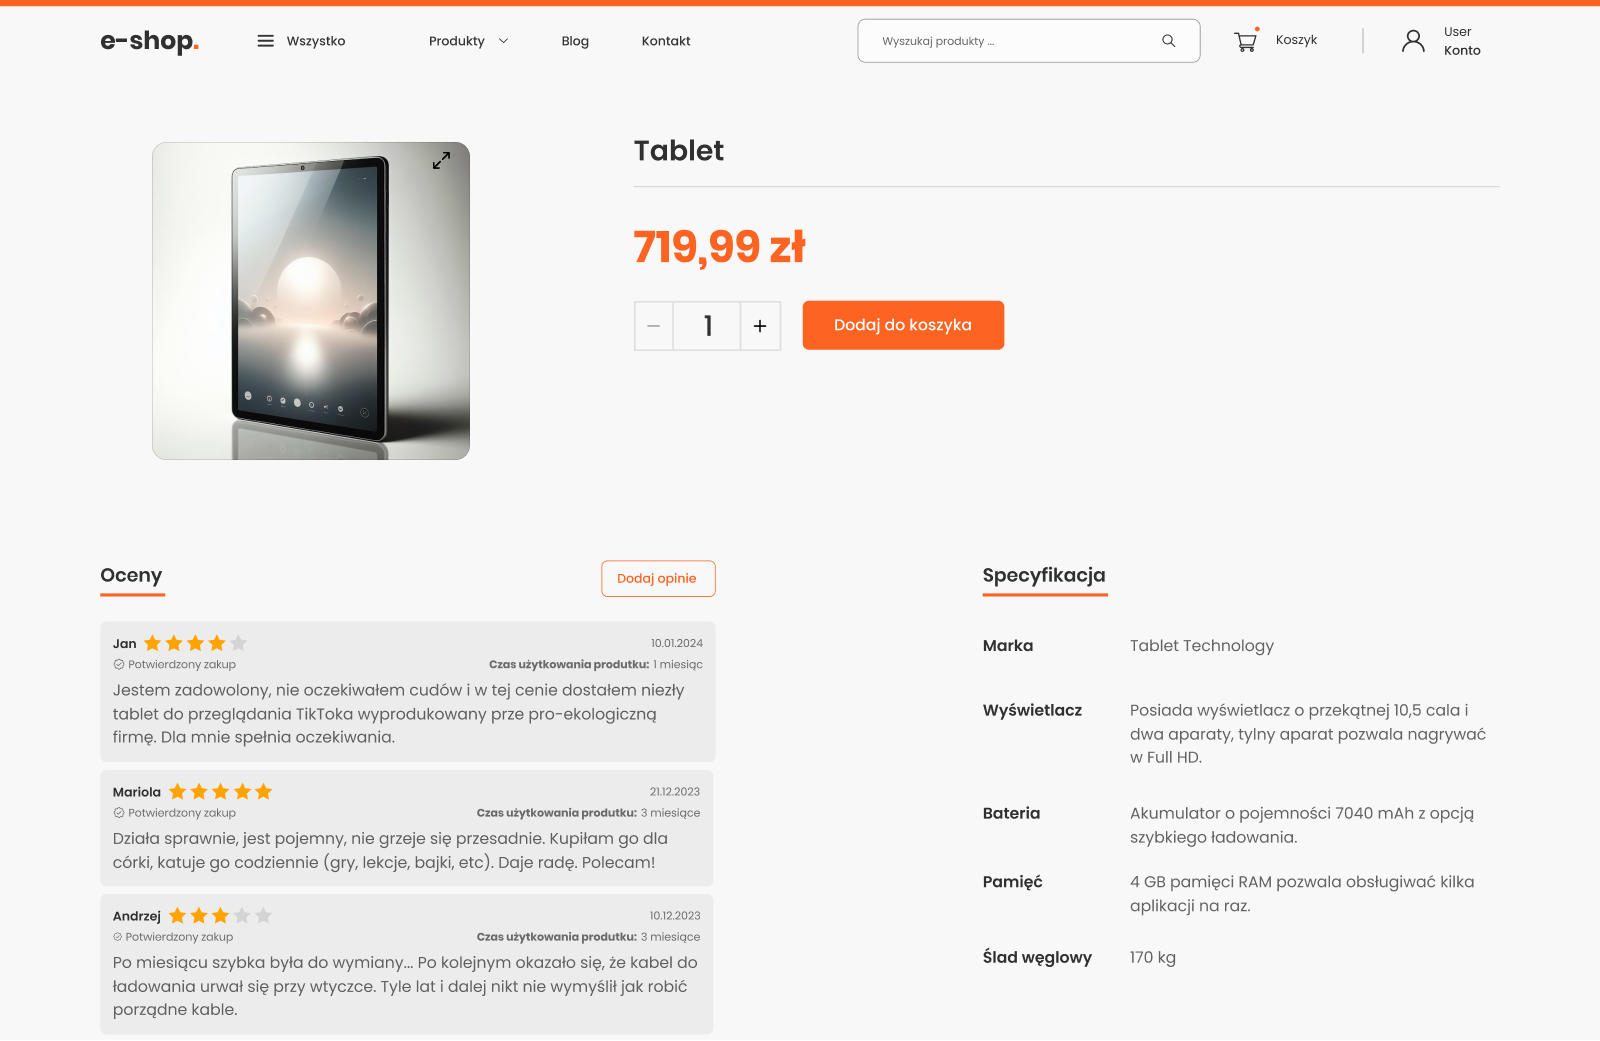 e-shop.
Wszystko
Produkty
Blog
Kontakt
Wyszukaj produkty ...
Koszyk
User
Konto
Tablet
719,99 zł
1
Dodaj do koszyka
Oceny
Dodaj opinie
Jan
10.01.2024
Potwierdzony zakup
Czas użytkowania produtku: 1 miesiąc
Jestem zadowolony, nie oczekiwałem cudów i w tej cenie dostałem niezły
tablet do przeglądania TikToka wyprodukowany prze pro-ekologiczną
firmę. Dla mnie spełnia oczekiwania.
Mariola
21.12.2023
Potwierdzony zakup
Czas użytkowania produtku: 3 miesiące
Działa sprawnie, jest pojemny, nie grzeje się przesadnie. Kupiłam go dla
córki, katuje go codziennie (gry, lekcje, bajki, etc). Daje radę. Polecam!
Andrzej
10.12.2023
Potwierdzony zakup
Czas użytkowania produtku: 3 miesiące
Po miesiącu szybka była do wymiany... Po kolejnym okazało się, że kabel do
ładowania urwał się przy wtyczce. Tyle lat i dalej nikt nie wymyślił jak robić
porządne kable.
Specyfikacja
Marka
Tablet Technology
Wyświetlacz
Posiada wyświetlacz o przekątnej 10,5 cala i
dwa aparaty, tylny aparat pozwala nagrywać
w Full HD.
Bateria
Akumulator o pojemności 7040 mAh z opcją
szybkiego ładowania.
Pamięć
4 GB pamięci RAM pozwala obsługiwać kilka
aplikacji na raz.
Ślad węglowy
170 kg